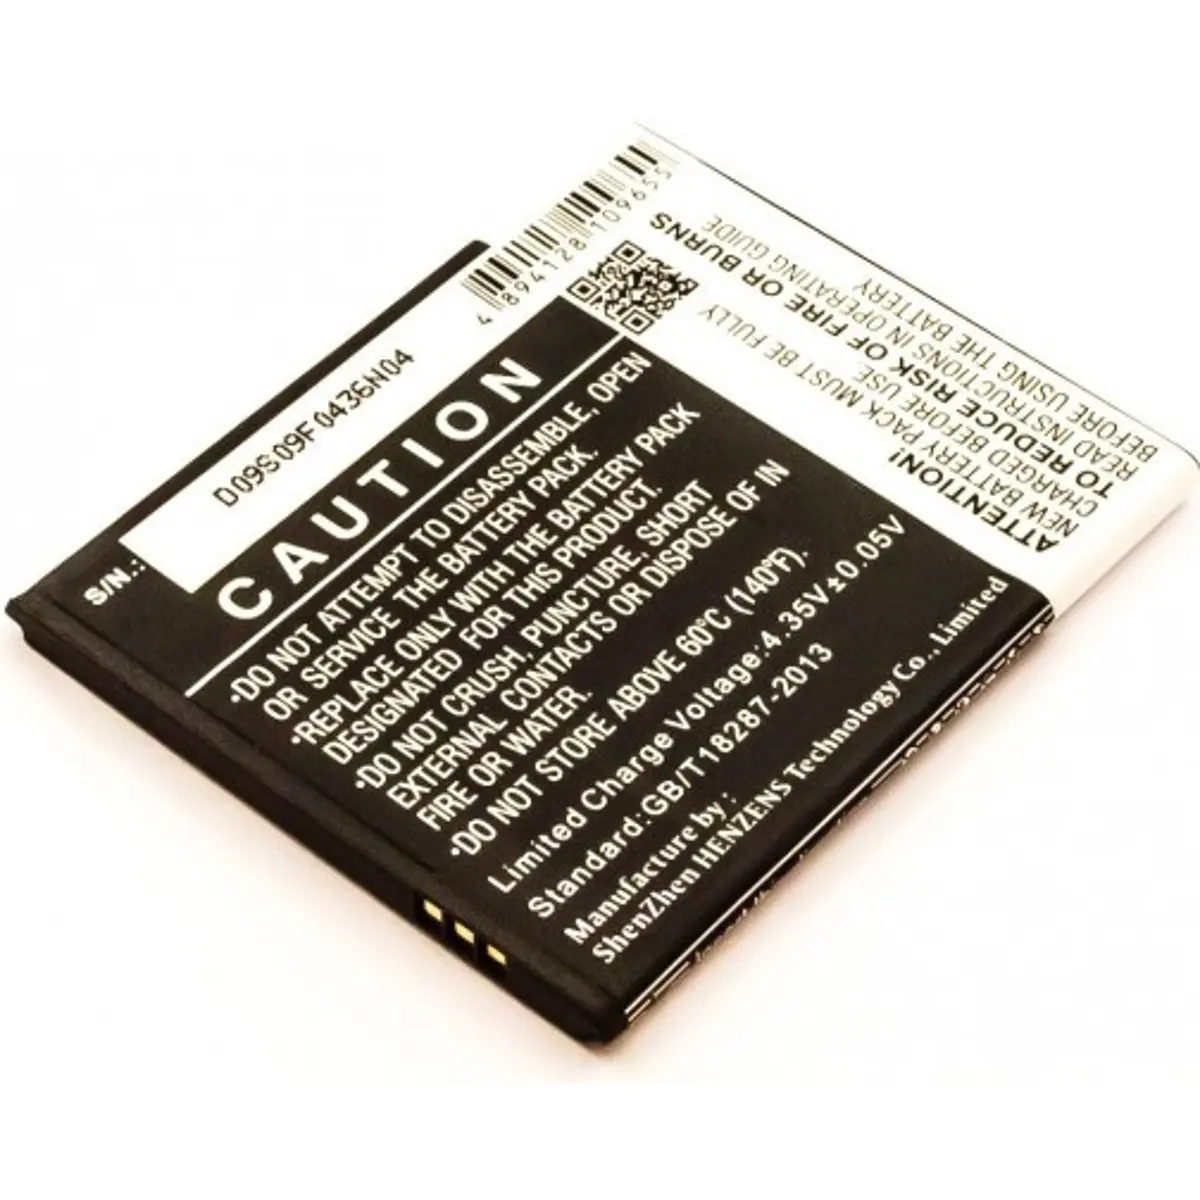 4 894128 109655
S/N.: D09S09F0436N04
CAUTION
·DO NOT ATTEMPT TO DISASSEMBLE, OPEN
OR SERVICE THE BATTERY PACK.
·REPLACE ONLY WITH THE BATTERY PACK
DESIGNATED FOR THIS PRODUCT.
·DO NOT CRUSH, PUNCTURE, SHORT
EXTERNAL CONTACTS OR DISPOSE OF IN
FIRE OR WATER.
·DO NOT STORE ABOVE 60℃ (140℉).
Limited Charge Voltage:4.35V±0.05V
Standard:GB/T18287-2013
Manufacture by:
ShenZhen HENZENS Technology Co., Limited
ATTENTION!
NEW BATTERY PACK MUST BE FULLY
CHARGED BEFORE USE.
TO REDUCE RISK OF FIRE OR BURNS
READ INSTRUCTIONS IN OPERATING GUIDE
BEFORE USING THE BATTERY